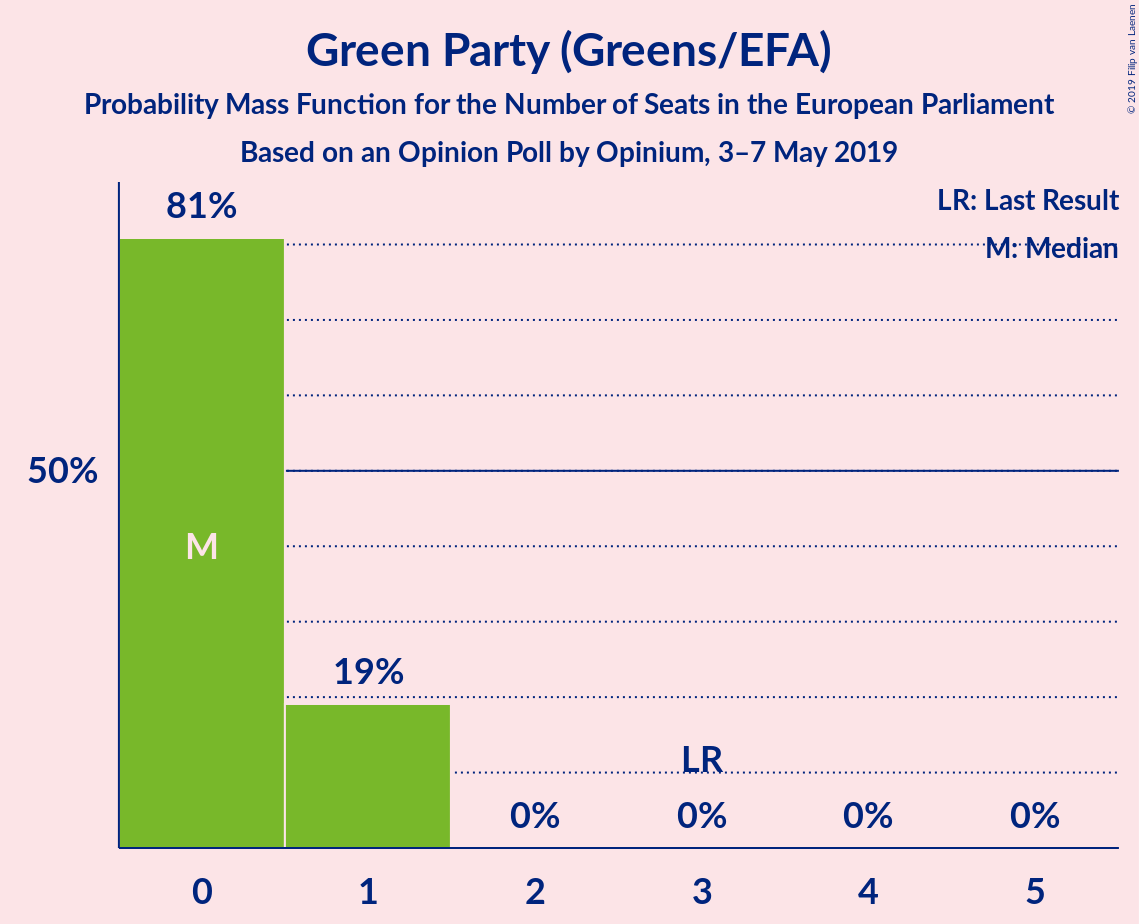 Green Party (Greens/EFA)
Probability Mass Function for the Number of Seats in the European Parliament
Based on an Opinion Poll by Opinium, 3–7 May 2019
© 2019 Filip van Laenen
LR: Last Result
M: Median
81%
50%
M
19%
LR
0%
0%
0%
0%
0 1 2 3 4 5